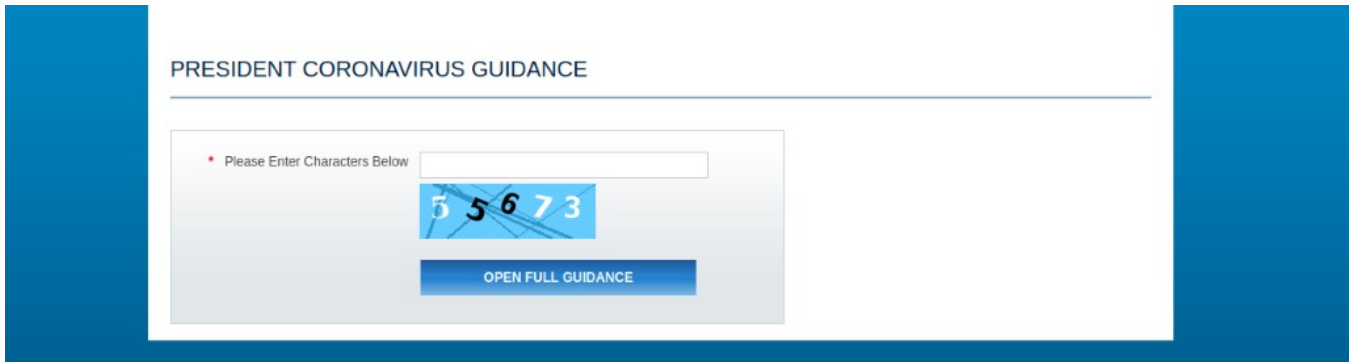 PRESIDENT CORONAVIRUS GUIDANCE
* Please Enter Characters Below
5 5 6 7 3
OPEN FULL GUIDANCE